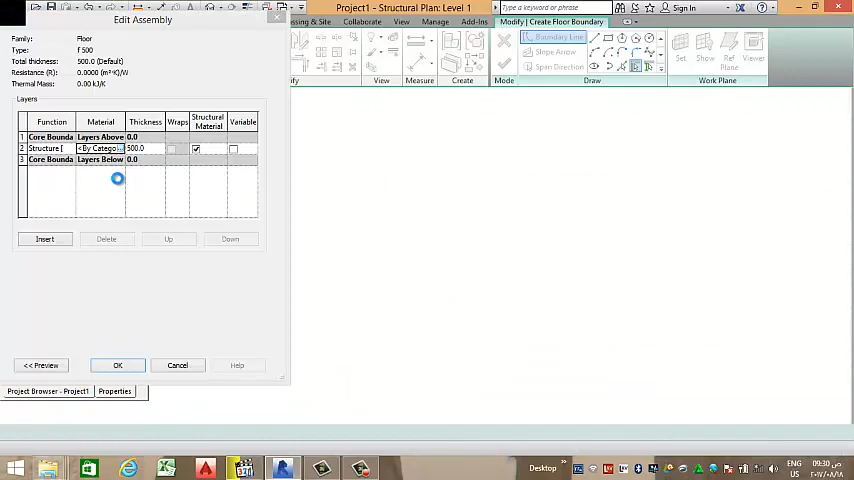 Project1 - Structural Plan: Level 1
Type a keyword or phrase
Sign In
Edit Assembly
& Site
Collaborate
View
Manage
Add-Ins
Modify | Create Floor Boundary
Boundary Line
Slope Arrow
Span Direction
View
Measure
Create
Mode
Draw
Set
Show
Ref Plane
Viewer
Work Plane
Family: Floor
Type: f 500
Total thickness: 500.0 (Default)
Resistance (R): 0.0000 (m²·K)/W
Thermal Mass: 0.00 kJ/K
Layers
Function Material Thickness Wraps Structural Material Variable
1 Core Bounda Layers Above 0.0
2 Structure [ <By Catego 500.0
3 Core Bounda Layers Below 0.0
Insert Delete Up Down
<< Preview OK Cancel Help
Project Browser - Project1 Properties
Desktop
ENG
US
09:30 ص